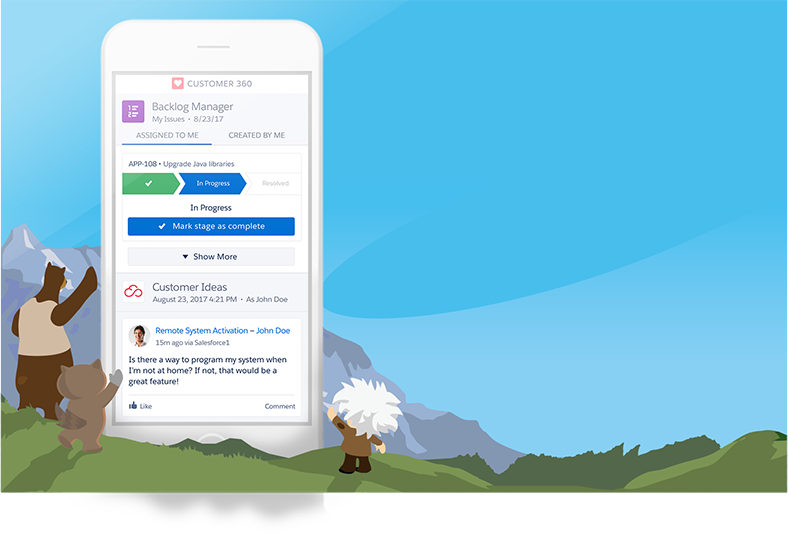 CUSTOMER 360
Backlog Manager
My Issues • 8/23/17
ASSIGNED TO ME CREATED BY ME
APP-108 • Upgrade Java libraries
In Progress Resolved
In Progress
Mark stage as complete
Show More
Customer Ideas
August 23, 2017 4:21 PM • As John Doe
Remote System Activation – John Doe
15m ago via Salesforce1
Is there a way to program my system when
I'm not at home? If not, that would be a
great feature!
Like Comment